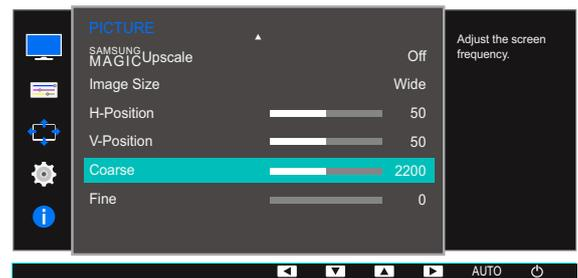 PICTURE
SAMSUNG
MAGIC Upscale Off
Image Size Wide
H-Position 50
V-Position 50
Coarse 2200
Fine 0
Adjust the screen
frequency.
AUTO